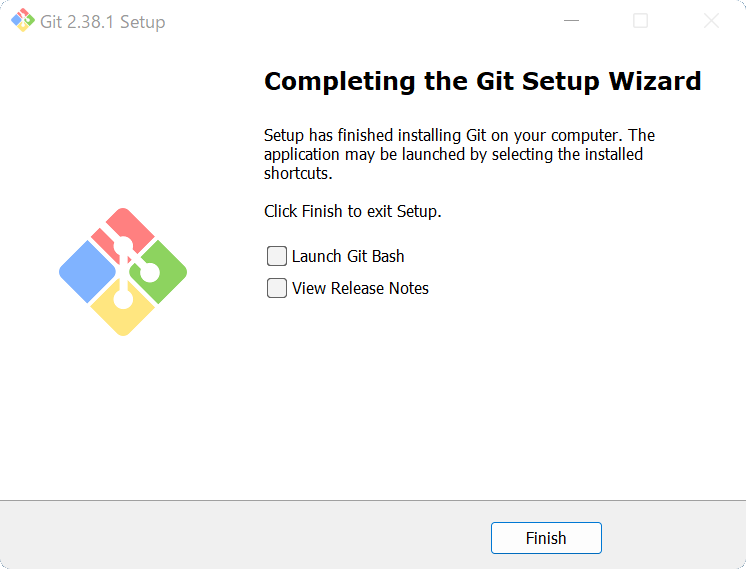 Git 2.38.1 Setup
Completing the Git Setup Wizard
Setup has finished installing Git on your computer. The
application may be launched by selecting the installed
shortcuts.
Click Finish to exit Setup.
Launch Git Bash
View Release Notes
Finish